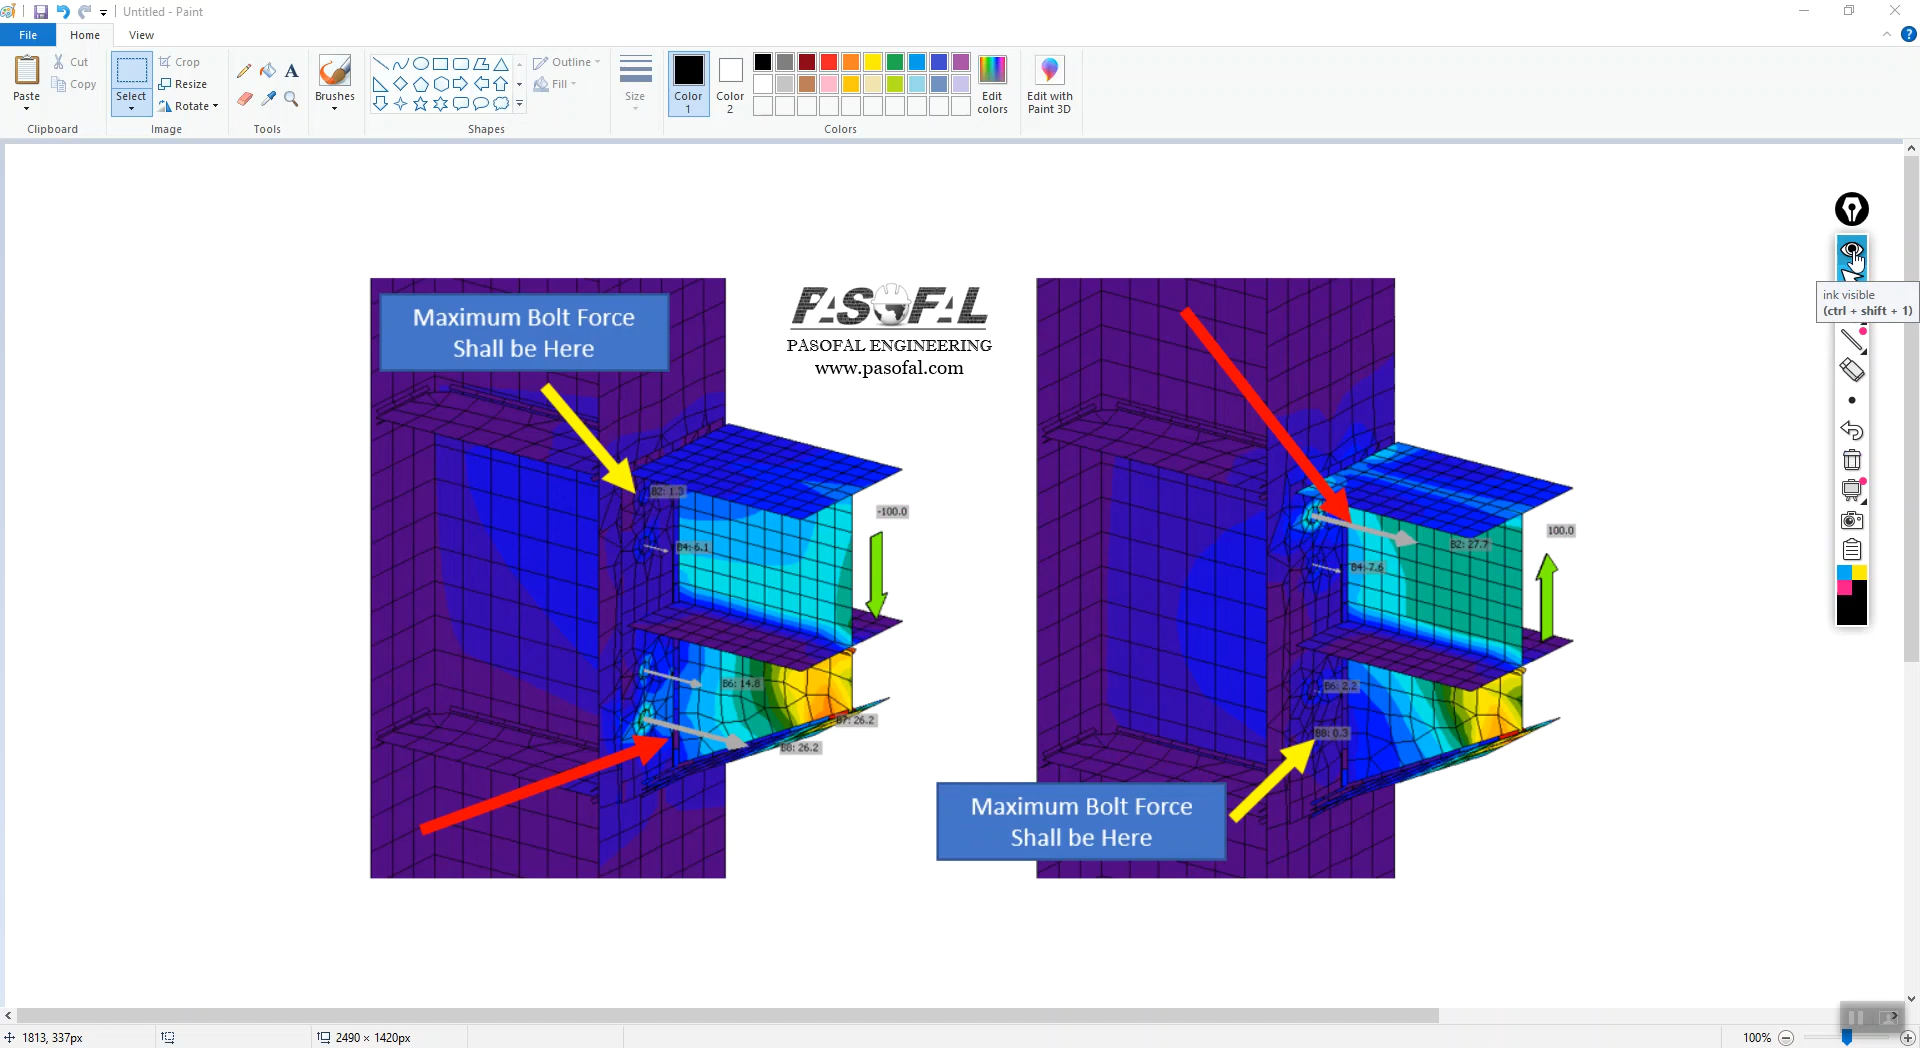 Untitled - Paint
File Home View
Paste
Cut
Copy
Clipboard
Select
Crop
Resize
Rotate
Image
Tools
Brushes
Shapes
Outline
Fill
Size
Color 1
Color 2
Colors
Edit colors
Edit with Paint 3D
ink visible
(ctrl + shift + 1)
Maximum Bolt Force
Shall be Here
PASOFAL
PASOFAL ENGINEERING
www.pasofal.com
B2: 1.3
B4: 6.1
-100.0
B6: 14.8
B7: 26.2
B8: 26.2
100.0
B2: 27.7
B4: 7.6
B6: 2.2
B8: 0.3
Maximum Bolt Force
Shall be Here
1813, 337px
2490 × 1420px
100%